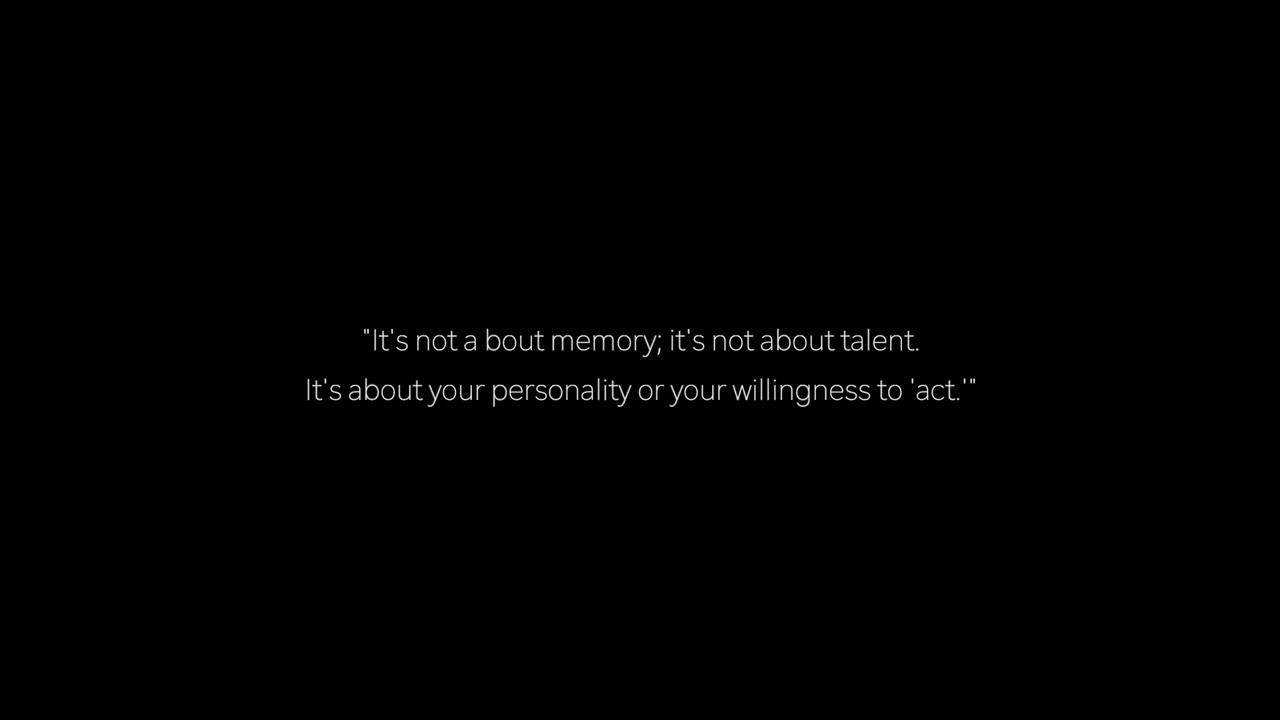 "It's not a bout memory; it's not about talent.
It's about your personality or your willingness to 'act.'"